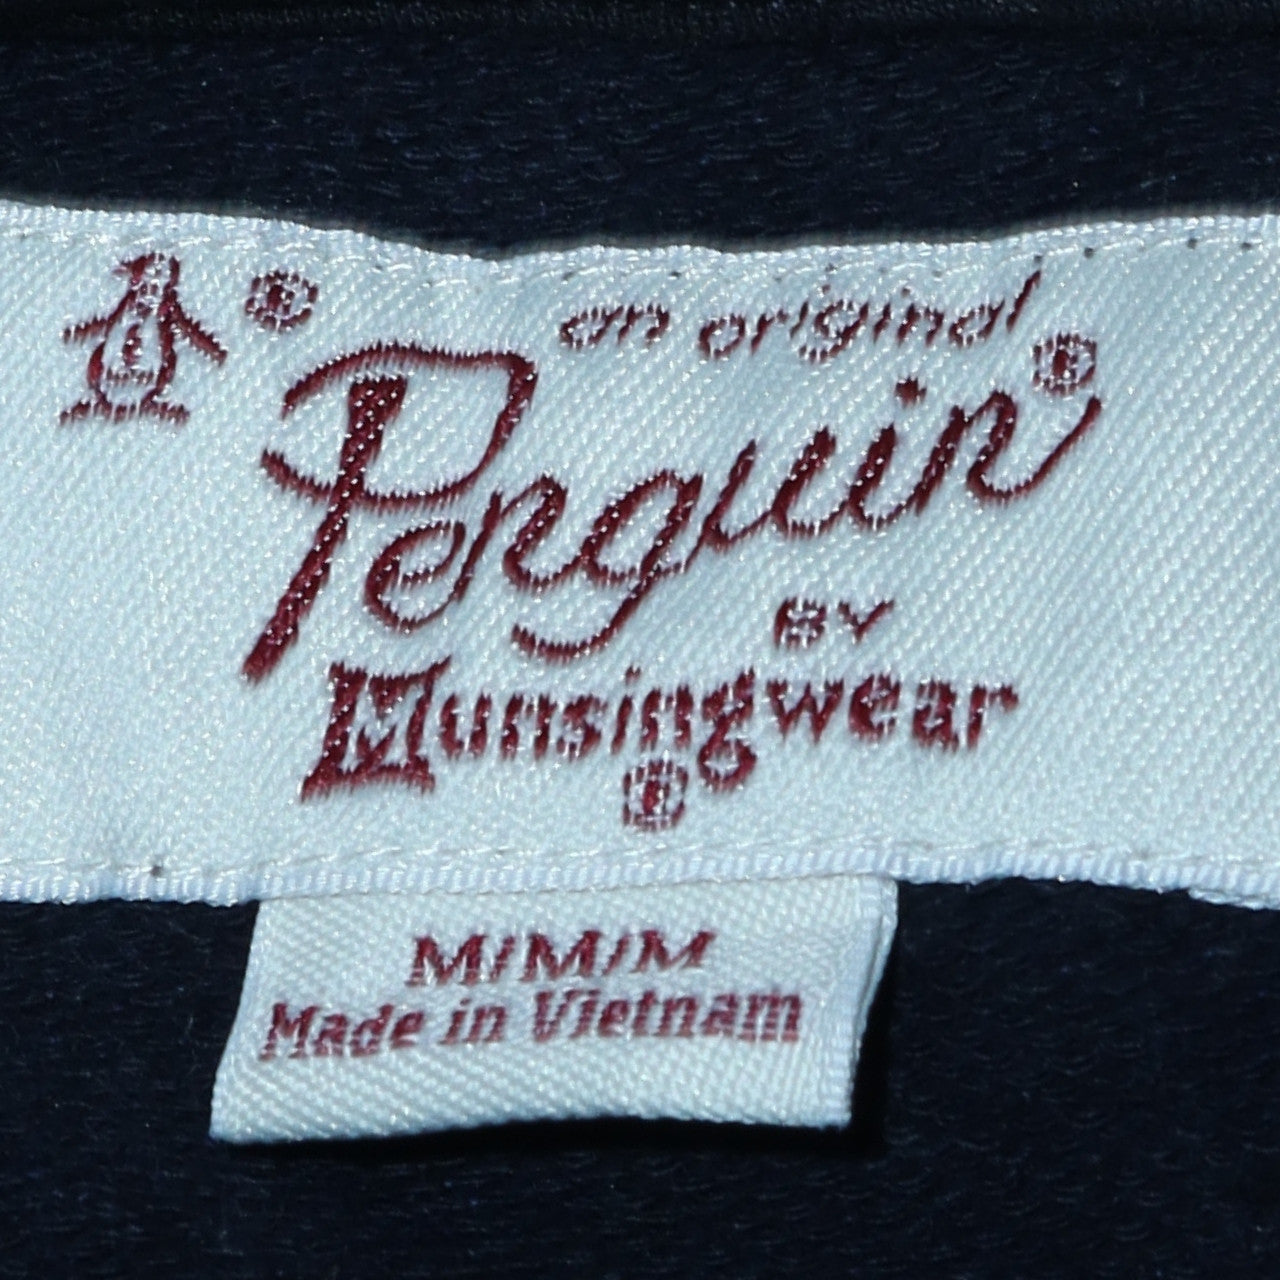 ®
an original
Penguin®
BY
Munsingwear
®
M/M/M
Made in Vietnam